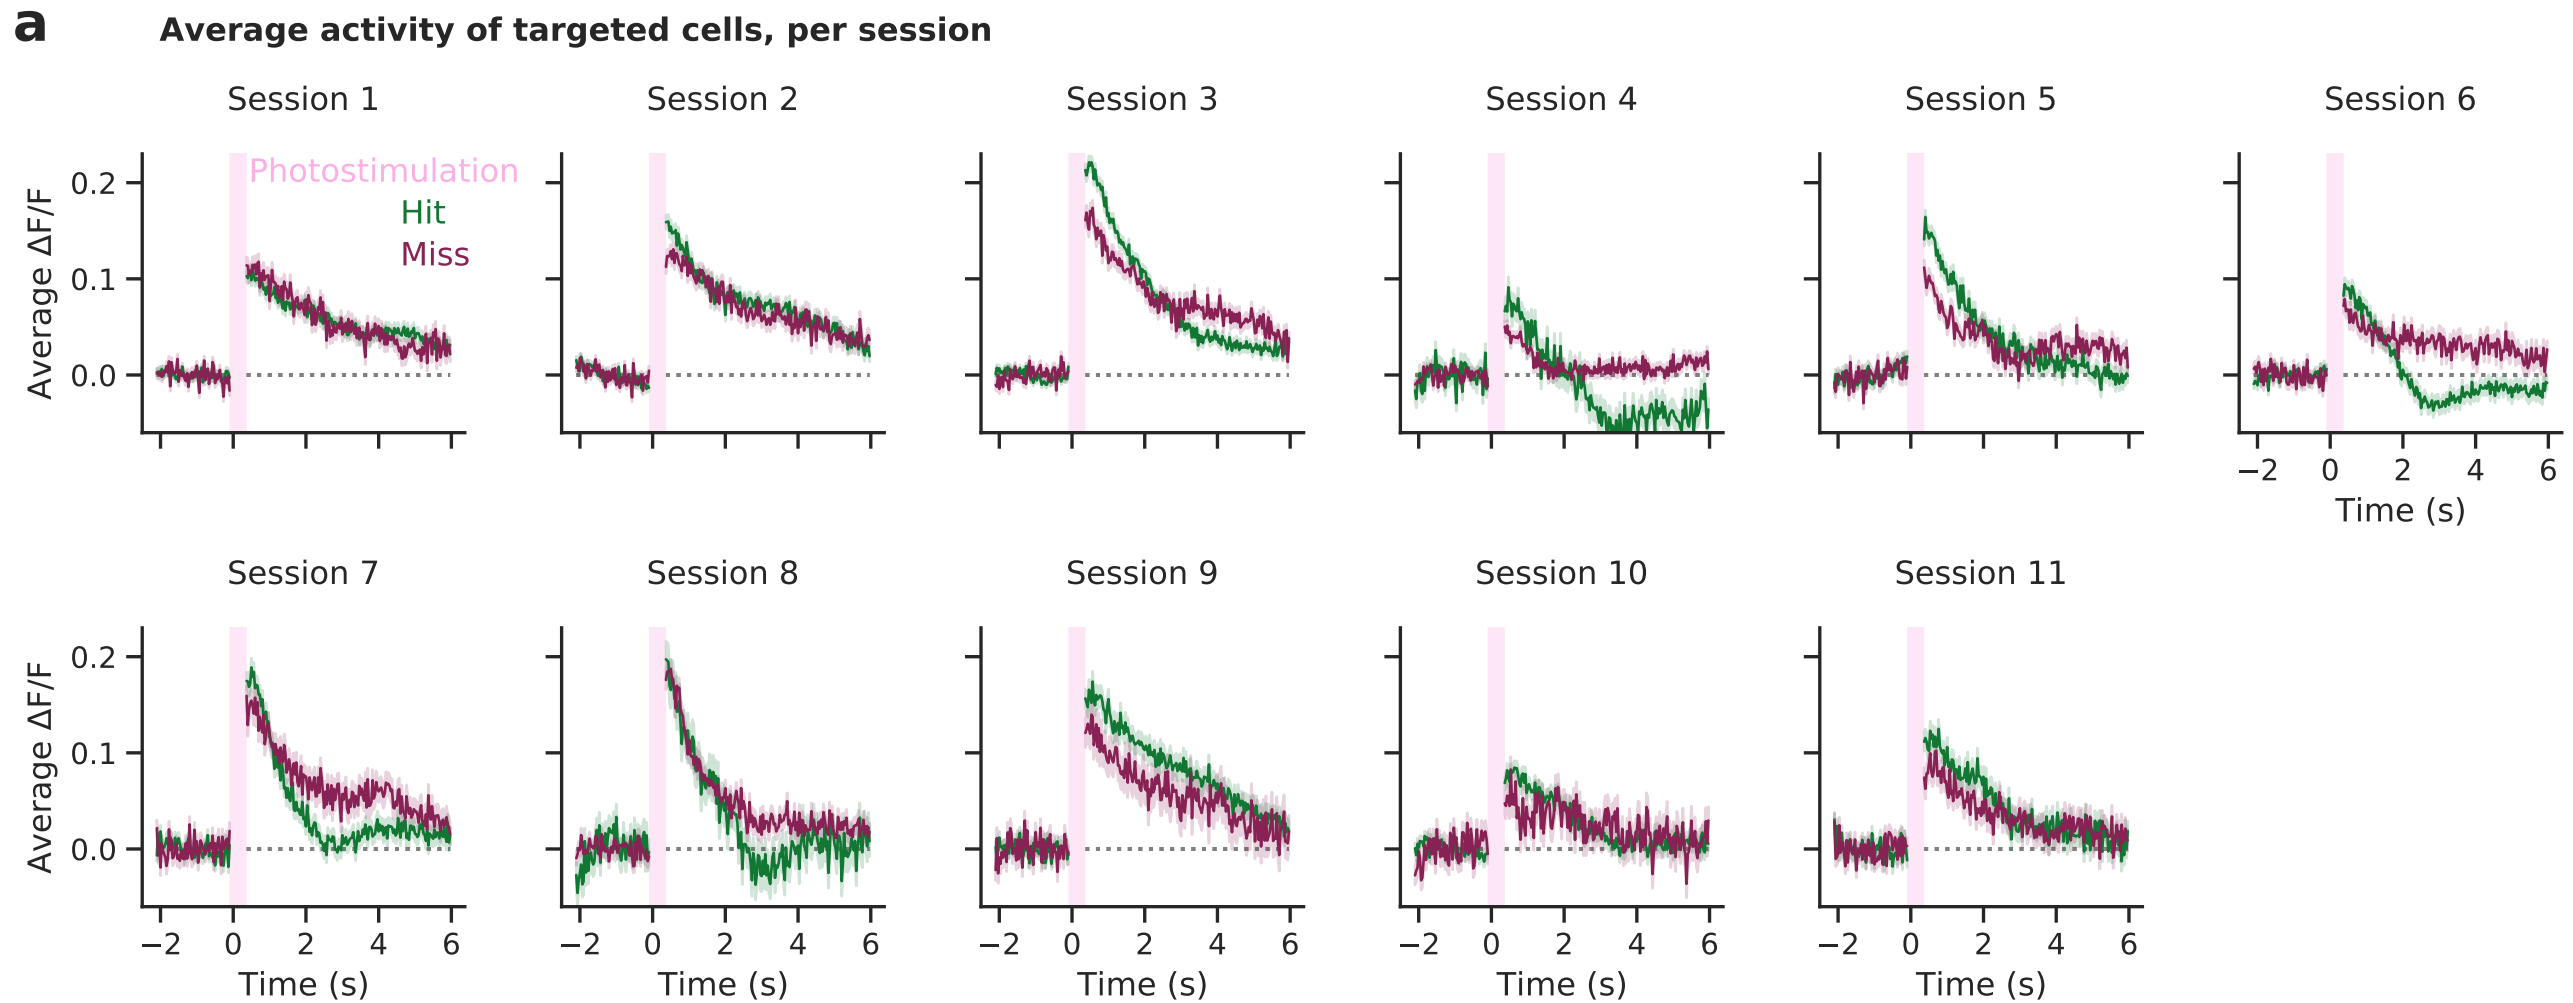 a
Average activity of targeted cells, per session
Session 1
Session 2
Session 3
Session 4
Session 5
Session 6
Average ΔF/F
0.2
0.1
0.0
Photostimulation
Hit
Miss
−2 0 2 4 6
Time (s)
Session 7
Session 8
Session 9
Session 10
Session 11
Average ΔF/F
0.2
0.1
0.0
−2 0 2 4 6
Time (s)
−2 0 2 4 6
Time (s)
−2 0 2 4 6
Time (s)
−2 0 2 4 6
Time (s)
−2 0 2 4 6
Time (s)